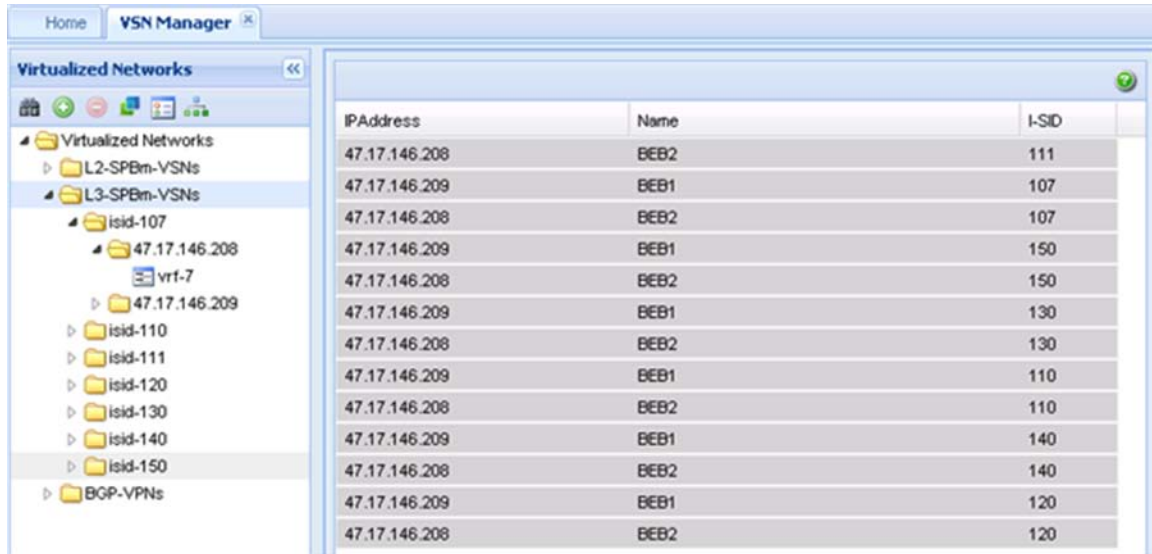 Home VSN Manager
Virtualized Networks
Virtualized Networks
L2-SPBm-VSNs
L3-SPBm-VSNs
isid-107
47.17.146.208
vrf-7
47.17.146.209
isid-110
isid-111
isid-120
isid-130
isid-140
isid-150
BGP-VPNs
IPAddress Name I-SID
47.17.146.208 BEB2 111
47.17.146.209 BEB1 107
47.17.146.208 BEB2 107
47.17.146.209 BEB1 150
47.17.146.208 BEB2 150
47.17.146.209 BEB1 130
47.17.146.208 BEB2 130
47.17.146.209 BEB1 110
47.17.146.208 BEB2 110
47.17.146.209 BEB1 140
47.17.146.208 BEB2 140
47.17.146.209 BEB1 120
47.17.146.208 BEB2 120